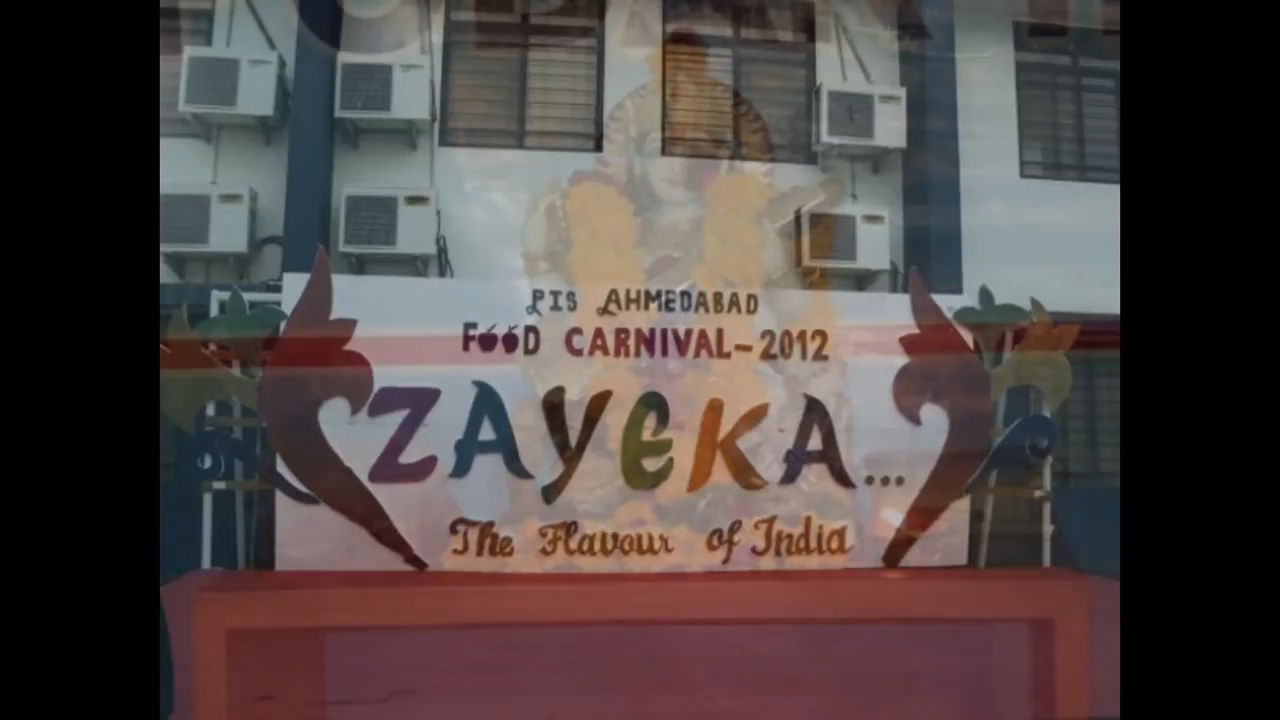 PIS AHMEDABAD
FOOD CARNIVAL-2012
ZAYEKA...
The Flavour of India